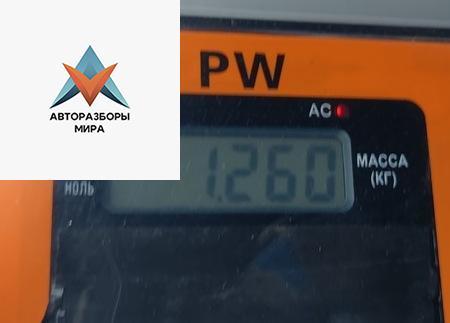 АВТОРАЗБОРЫ
МИРА
PW
AC
1.260
МАССА
(КГ)
НОЛЬ